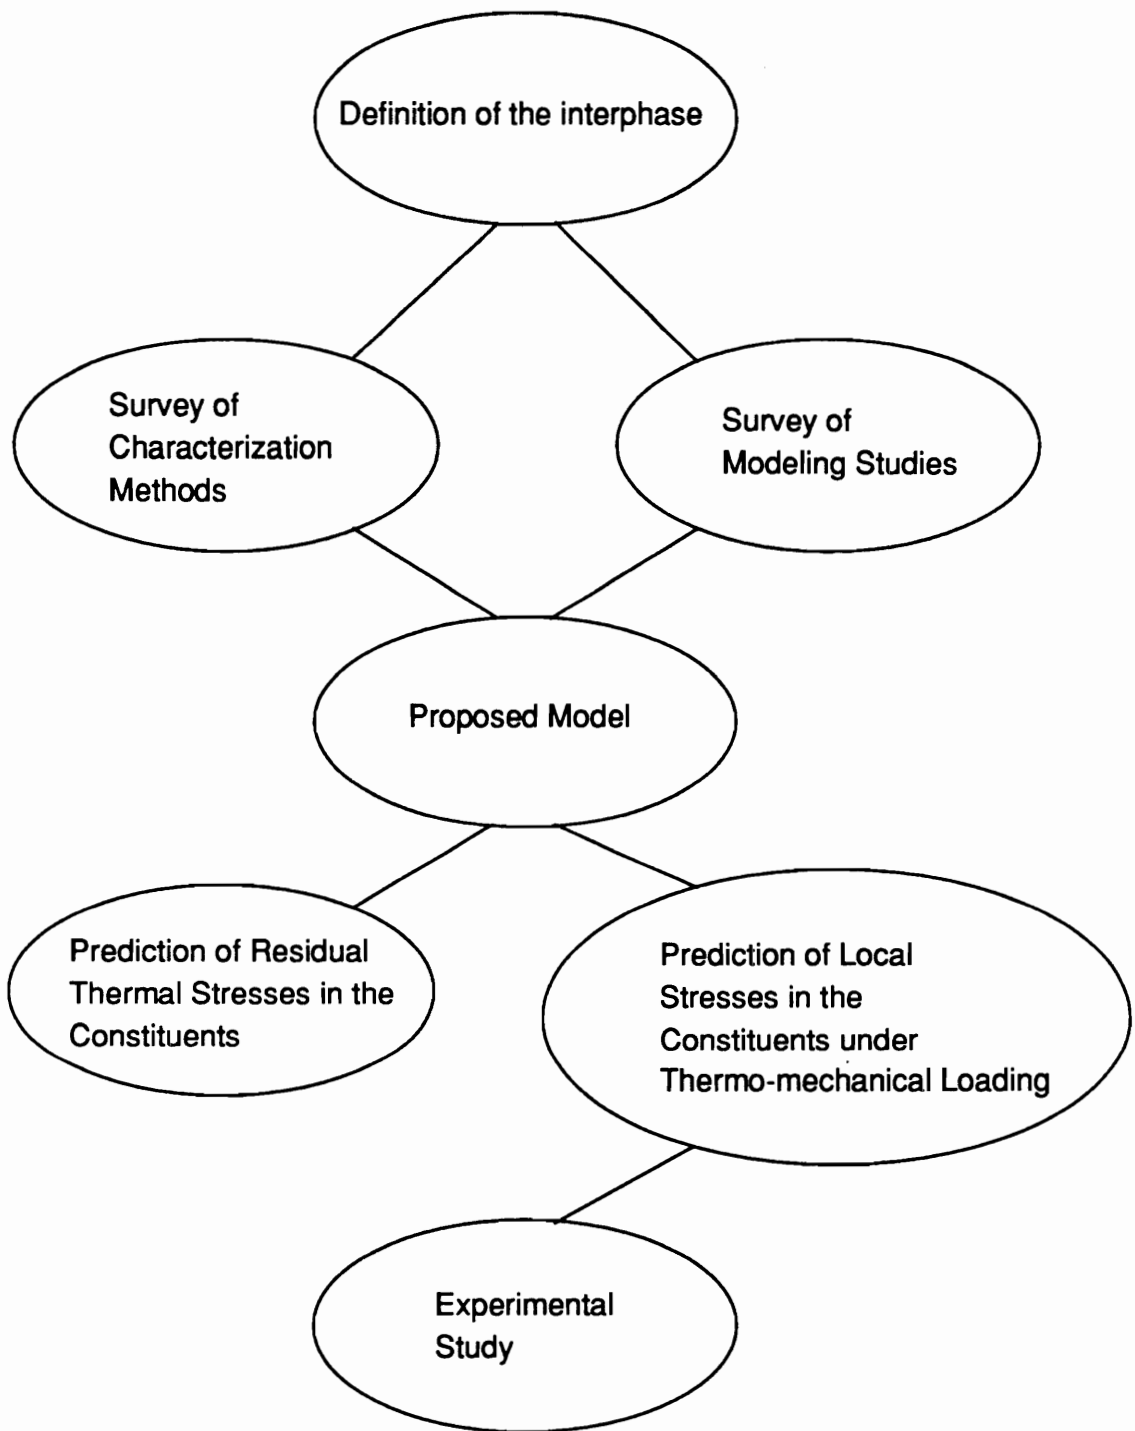 Definition of the interphase
Survey of
Characterization
Methods
Survey of
Modeling Studies
Proposed Model
Prediction of Residual
Thermal Stresses in the
Constituents
Prediction of Local
Stresses in the
Constituents under
Thermo-mechanical Loading
Experimental
Study